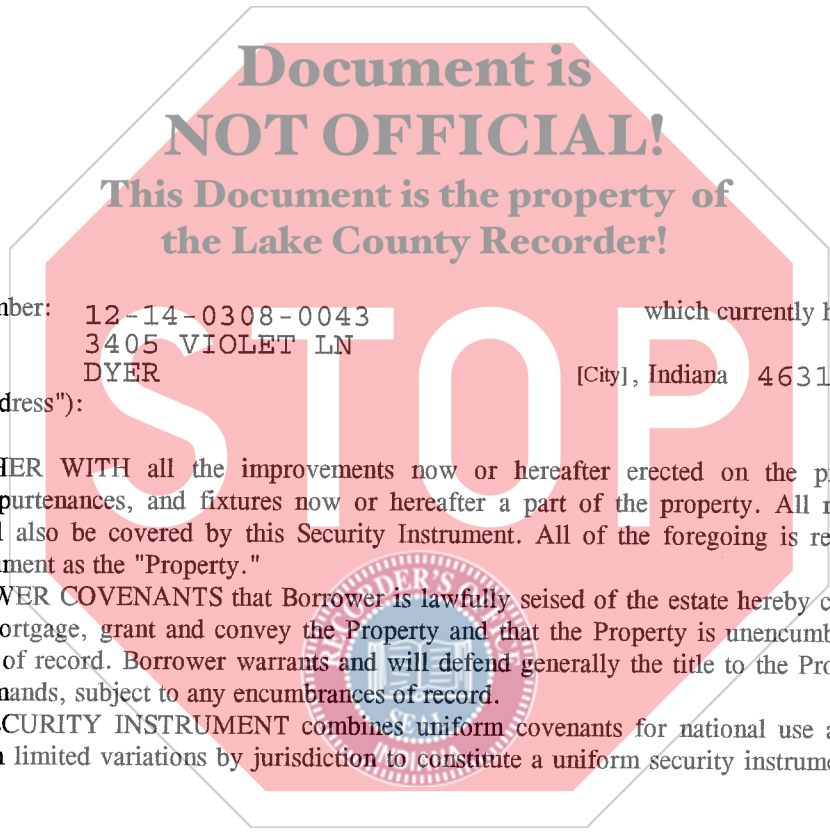 Document is
NOT OFFICIAL!
This Document is the property of
the Lake County Recorder!
STOP
mber: 12-14-0308-0043 which currently h
3405 VIOLET LN
DYER [City], Indiana 4631
dress"):
HER WITH all the improvements now or hereafter erected on the p
purtenances, and fixtures now or hereafter a part of the property. All r
l also be covered by this Security Instrument. All of the foregoing is re
ment as the "Property."
WER COVENANTS that Borrower is lawfully seised of the estate hereby c
ortgage, grant and convey the Property and that the Property is unencumb
of record. Borrower warrants and will defend generally the title to the Pro
mands, subject to any encumbrances of record.
CURITY INSTRUMENT combines uniform covenants for national use a
limited variations by jurisdiction to constitute a uniform security instrume
RECORDER'S OFFICE
SEAL
INDIANA